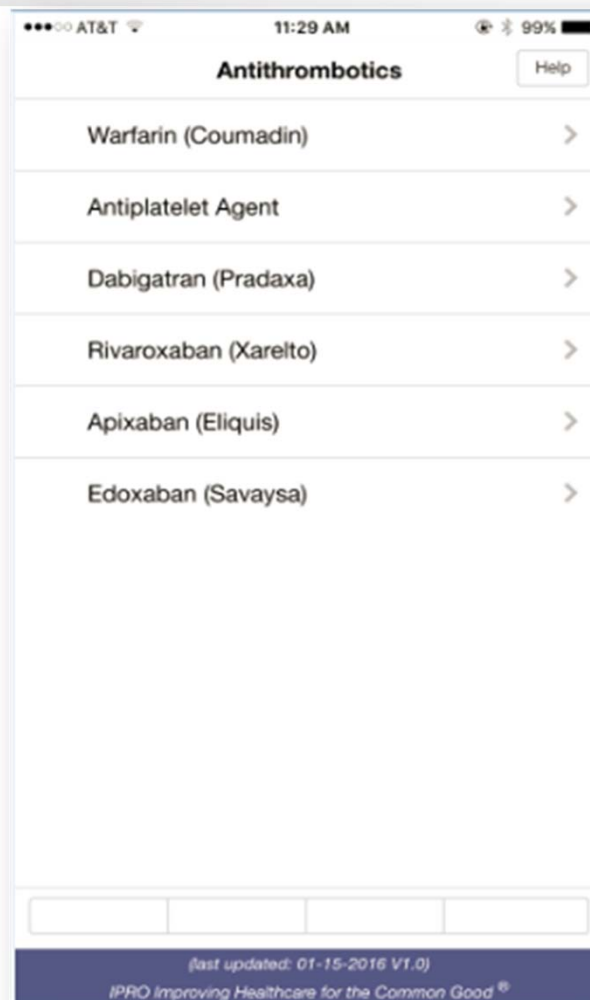 AT&T 11:29 AM 99%
Antithrombotics Help
Warfarin (Coumadin)
Antiplatelet Agent
Dabigatran (Pradaxa)
Rivaroxaban (Xarelto)
Apixaban (Eliquis)
Edoxaban (Savaysa)
(last updated: 01-15-2016 V1.0)
IPRO Improving Healthcare for the Common Good ®